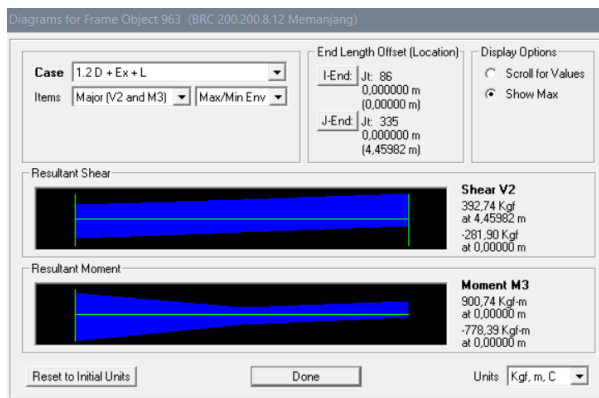 Diagrams for Frame Object 963 (BRC 200.200.8.12 Memanjang)
Case 1.2 D + Ex + L
Items Major (V2 and M3) Max/Min Env
End Length Offset (Location)
I-End: Jt: 86
0,000000 m
(0,00000 m)
J-End: Jt: 335
0,000000 m
(4,45982 m)
Display Options
Scroll for Values
Show Max
Resultant Shear
Shear V2
392,74 Kgf
at 4,45982 m
-281,90 Kgf
at 0,00000 m
Resultant Moment
Moment M3
900,74 Kgf-m
at 0,00000 m
-778,39 Kgf-m
at 0,00000 m
Reset to Initial Units Done Units Kgf, m, C